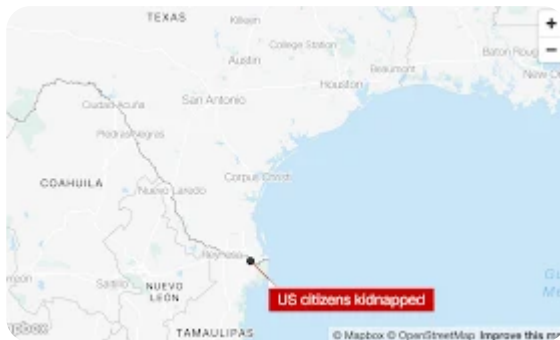 TEXAS
Killeen
College Station
Austin
Beaumont
Baton Roug
Houston
New O
San Antonio
Ciudad Acuña
Piedras Negras
COAHUILA
Nuevo Laredo
Corpus Christi
Reynosa
Saltillo
NUEVO
LEÓN
US citizens kidnapped
TAMAULIPAS
© Mapbox © OpenStreetMap Improve this m